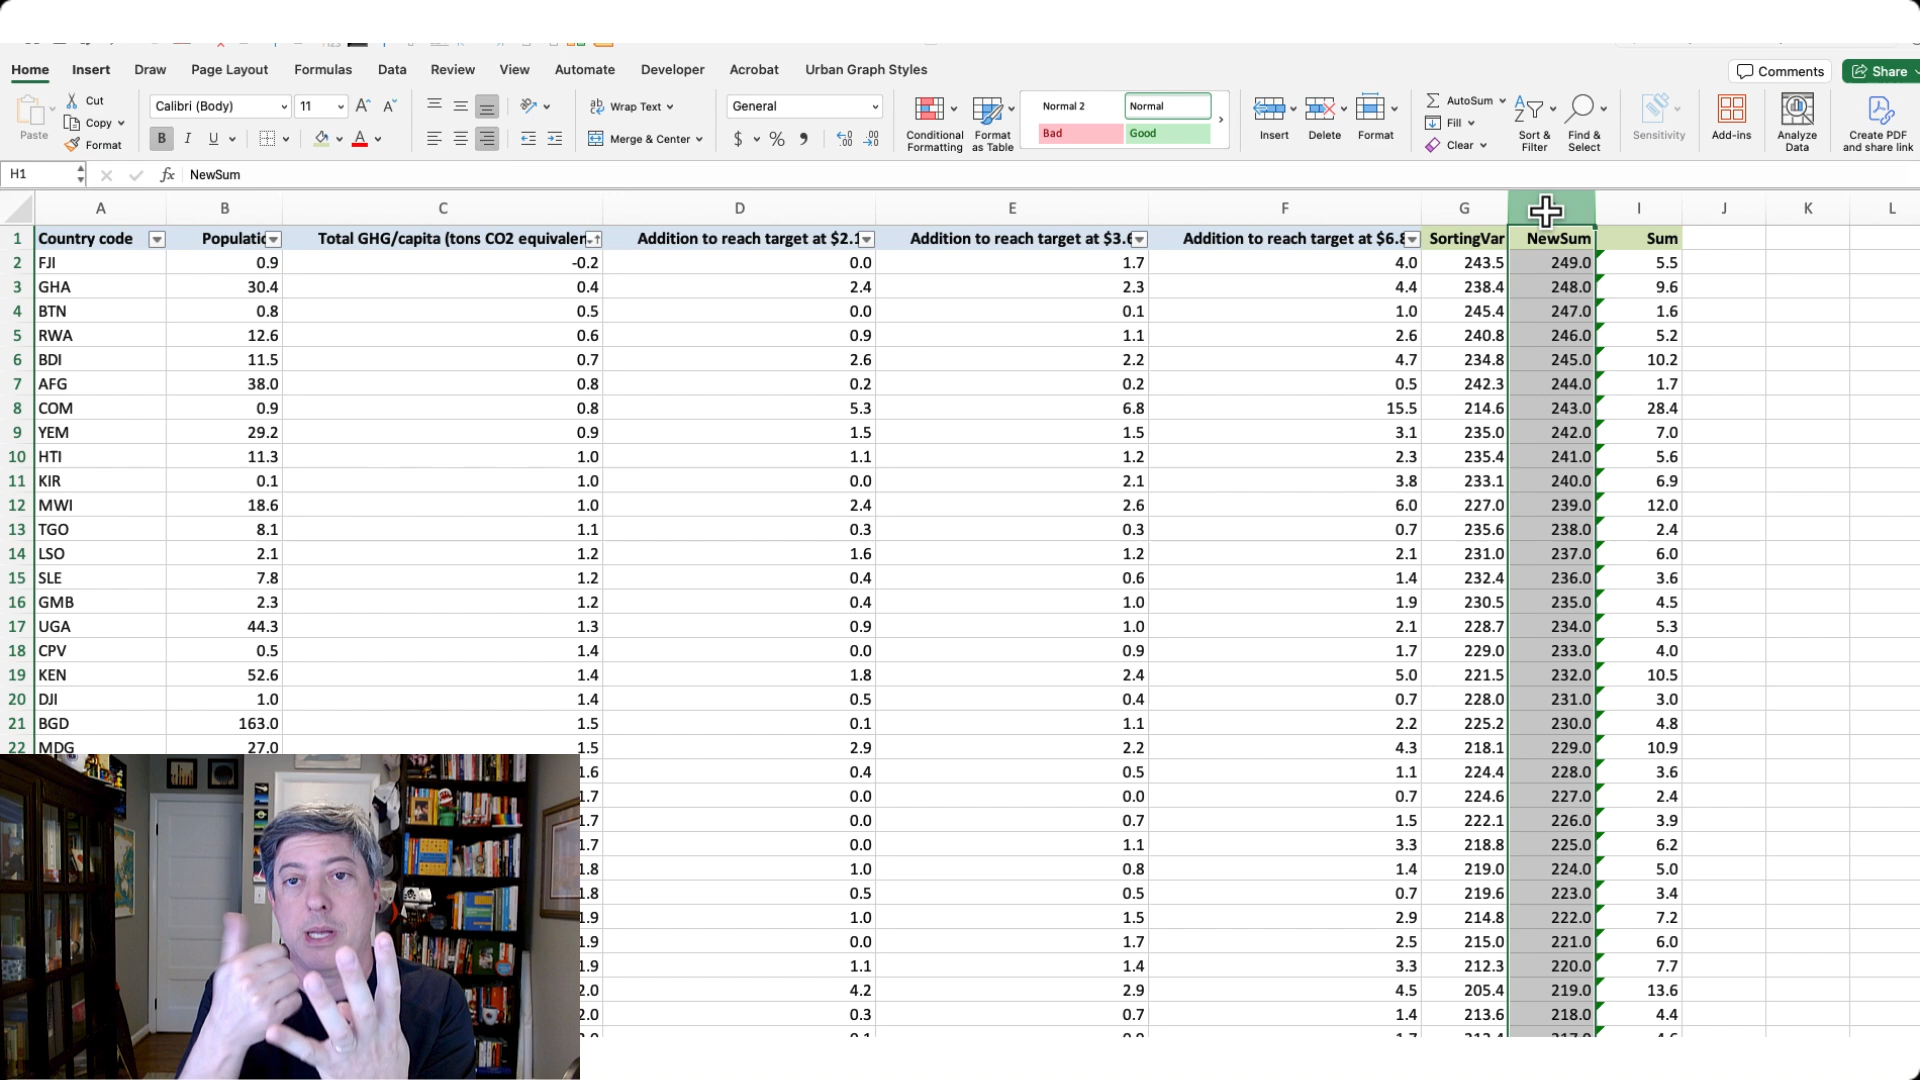 Home Insert Draw Page Layout Formulas Data Review View Automate Developer Acrobat Urban Graph Styles Comments Share
Paste Cut Copy Format
Calibri (Body) 11
B I U
Wrap Text
Merge & Center
General
$ % 9
Conditional Formatting Format as Table
Normal 2 Normal
Bad Good
Insert Delete Format
AutoSum Fill Clear
Sort & Filter Find & Select
Sensitivity Add-ins Analyze Data Create PDF and share link
H1 fx NewSum
A B C D E F G I J K L
1 Country code Populatic Total GHG/capita (tons CO2 equivalen Addition to reach target at $2.1 Addition to reach target at $3.6 Addition to reach target at $6.8 SortingVar NewSum Sum
2 FJI 0.9 -0.2 0.0 1.7 4.0 243.5 249.0 5.5
3 GHA 30.4 0.4 2.4 2.3 4.4 238.4 248.0 9.6
4 BTN 0.8 0.5 0.0 0.1 1.0 245.4 247.0 1.6
5 RWA 12.6 0.6 0.9 1.1 2.6 240.8 246.0 5.2
6 BDI 11.5 0.7 2.6 2.2 4.7 234.8 245.0 10.2
7 AFG 38.0 0.8 0.2 0.2 0.5 242.3 244.0 1.7
8 COM 0.9 0.8 5.3 6.8 15.5 214.6 243.0 28.4
9 YEM 29.2 0.9 1.5 1.5 3.1 235.0 242.0 7.0
10 HTI 11.3 1.0 1.1 1.2 2.3 235.4 241.0 5.6
11 KIR 0.1 1.0 0.0 2.1 3.8 233.1 240.0 6.9
12 MWI 18.6 1.0 2.4 2.6 6.0 227.0 239.0 12.0
13 TGO 8.1 1.1 0.3 0.3 0.7 235.6 238.0 2.4
14 LSO 2.1 1.2 1.6 1.2 2.1 231.0 237.0 6.0
15 SLE 7.8 1.2 0.4 0.6 1.4 232.4 236.0 3.6
16 GMB 2.3 1.2 0.4 1.0 1.9 230.5 235.0 4.5
17 UGA 44.3 1.3 0.9 1.0 2.1 228.7 234.0 5.3
18 CPV 0.5 1.4 0.0 0.9 1.7 229.0 233.0 4.0
19 KEN 52.6 1.4 1.8 2.4 5.0 221.5 232.0 10.5
20 DJI 1.0 1.4 0.5 0.4 0.7 228.0 231.0 3.0
21 BGD 163.0 1.5 0.1 1.1 2.2 225.2 230.0 4.8
22 MDG 27.0 1.5 2.9 2.2 4.3 218.1 229.0 10.9
1.6 0.4 0.5 1.1 224.4 228.0 3.6
1.7 0.0 0.0 0.7 224.6 227.0 2.4
1.7 0.0 0.7 1.5 222.1 226.0 3.9
1.7 0.0 1.1 3.3 218.8 225.0 6.2
1.8 1.0 0.8 1.4 219.0 224.0 5.0
1.8 0.5 0.5 0.7 219.6 223.0 3.4
1.9 1.0 1.5 2.9 214.8 222.0 7.2
1.9 0.0 1.7 2.5 215.0 221.0 6.0
1.9 1.1 1.4 3.3 212.3 220.0 7.7
2.0 4.2 2.9 4.5 205.4 219.0 13.6
2.0 0.3 0.7 1.4 213.6 218.0 4.4